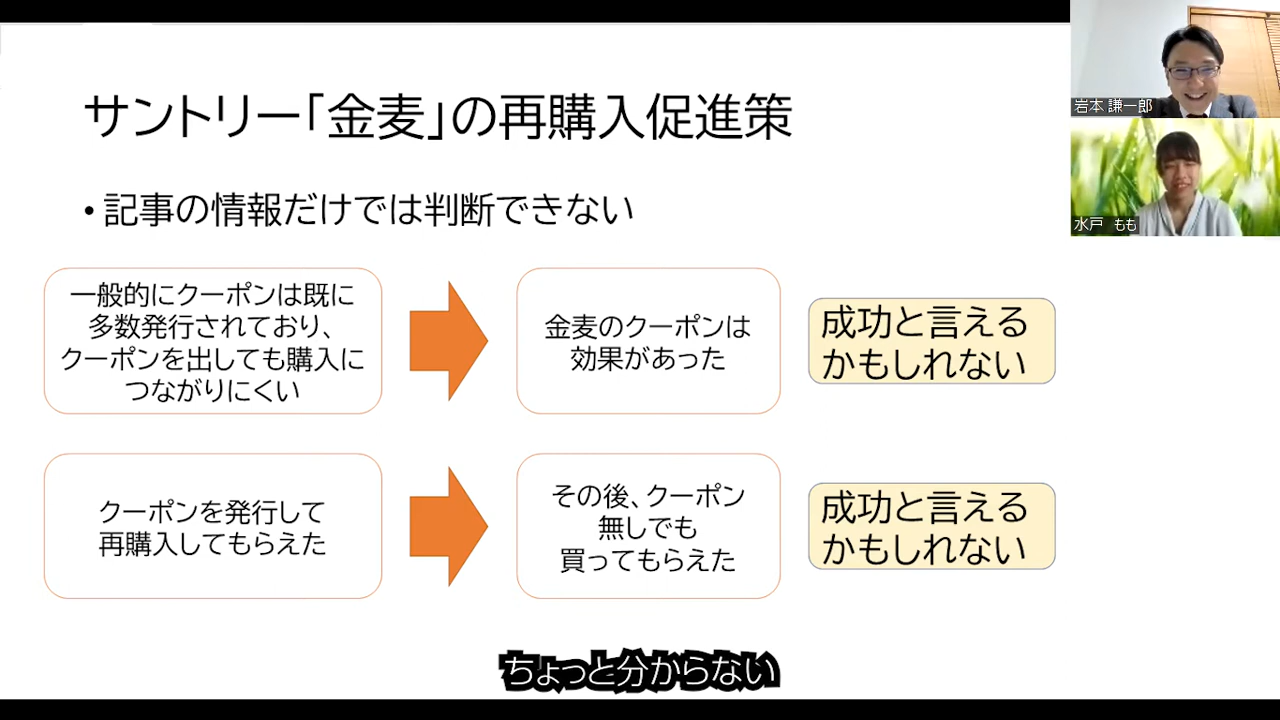 サントリー「金麦」の再購入促進策
• 記事の情報だけでは判断できない
一般的にクーポンは既に
多数発行されており、
クーポンを出しても購入に
つながりにくい
金麦のクーポンは
効果があった
成功と言える
かもしれない
クーポンを発行して
再購入してもらえた
その後、クーポン
無しでも
買ってもらえた
成功と言える
かもしれない
ちょっと分からない
岩本 謙一郎
水戸 もも